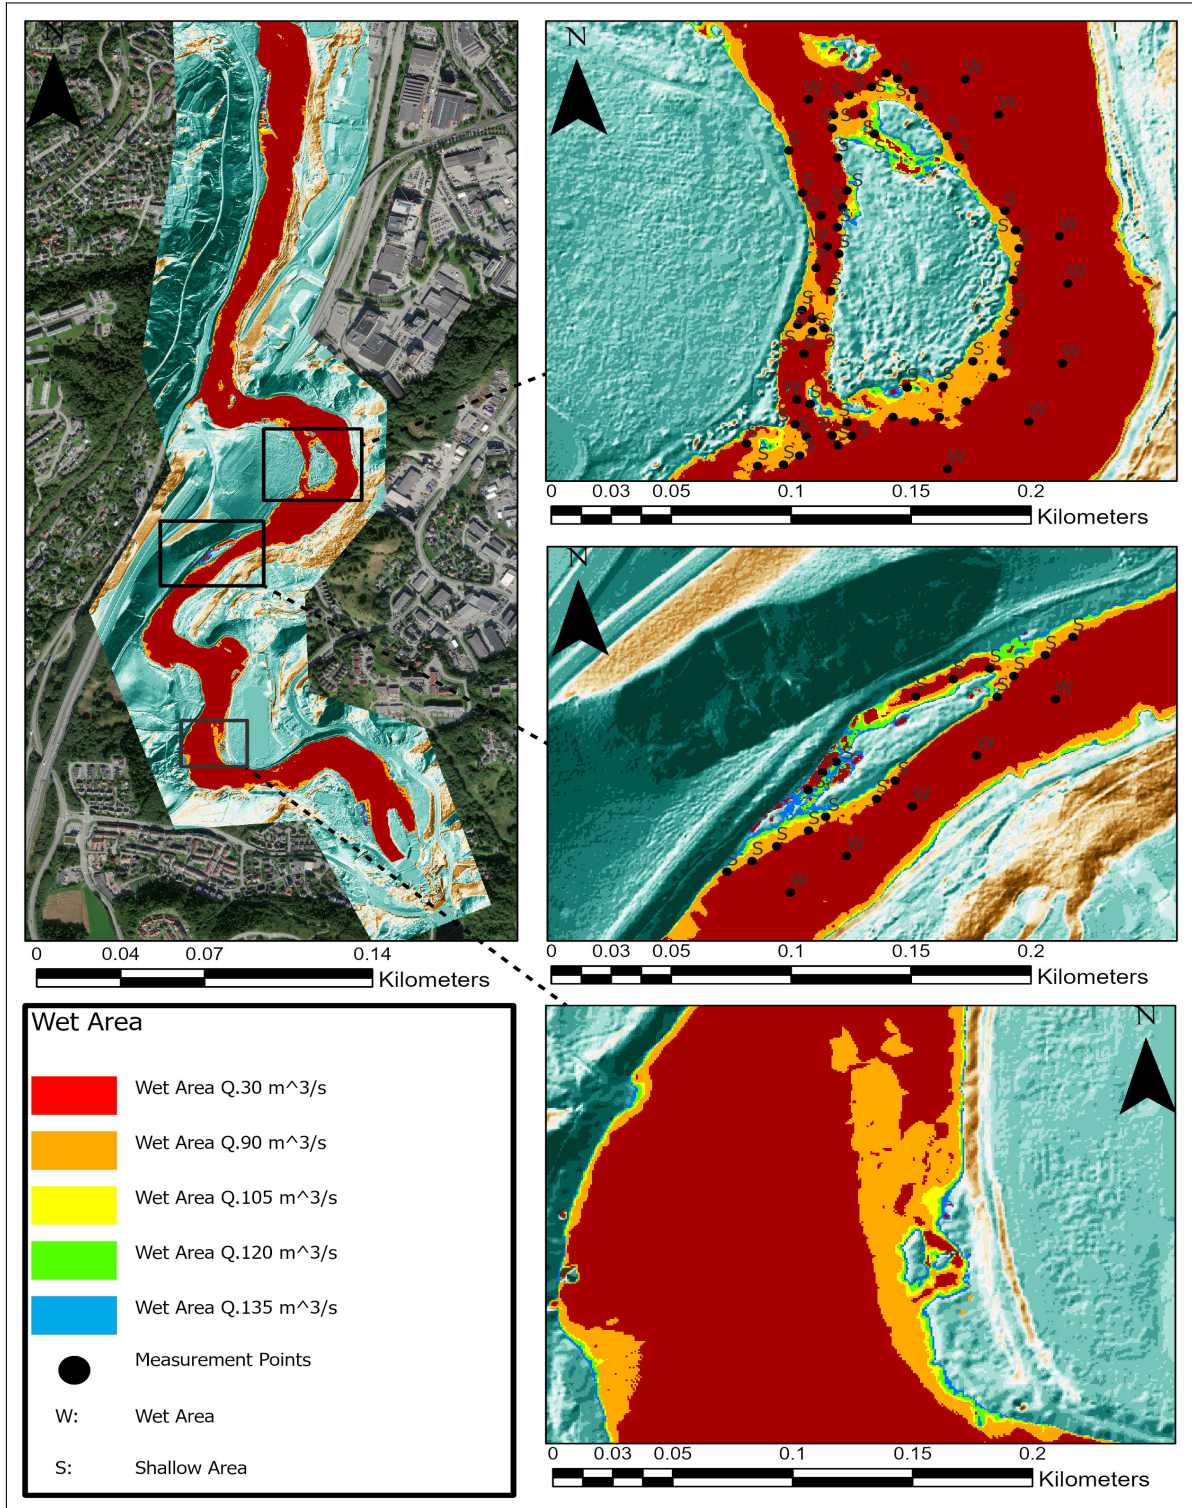 N
0 0.04 0.07 0.14
Kilometers
N
W
W
S
S
S
S
S
S
S
S
S
S
S
S
S
S
W
W
S
S
S
S
W
W
W
S
S
S
S
S
S
S
S
W
S
S
S
S
S
S
W
W
0 0.03 0.05 0.1 0.15 0.2
Kilometers
N
S
S
S
S
S
S
S
S
W
W
S
S
S
S
W
S
S
S
S
W
S
S
S
W
0 0.03 0.05 0.1 0.15 0.2
Kilometers
N
0 0.03 0.05 0.1 0.15 0.2
Kilometers
Wet Area
Wet Area Q.30 m^3/s
Wet Area Q.90 m^3/s
Wet Area Q.105 m^3/s
Wet Area Q.120 m^3/s
Wet Area Q.135 m^3/s
Measurement Points
W: Wet Area
S: Shallow Area